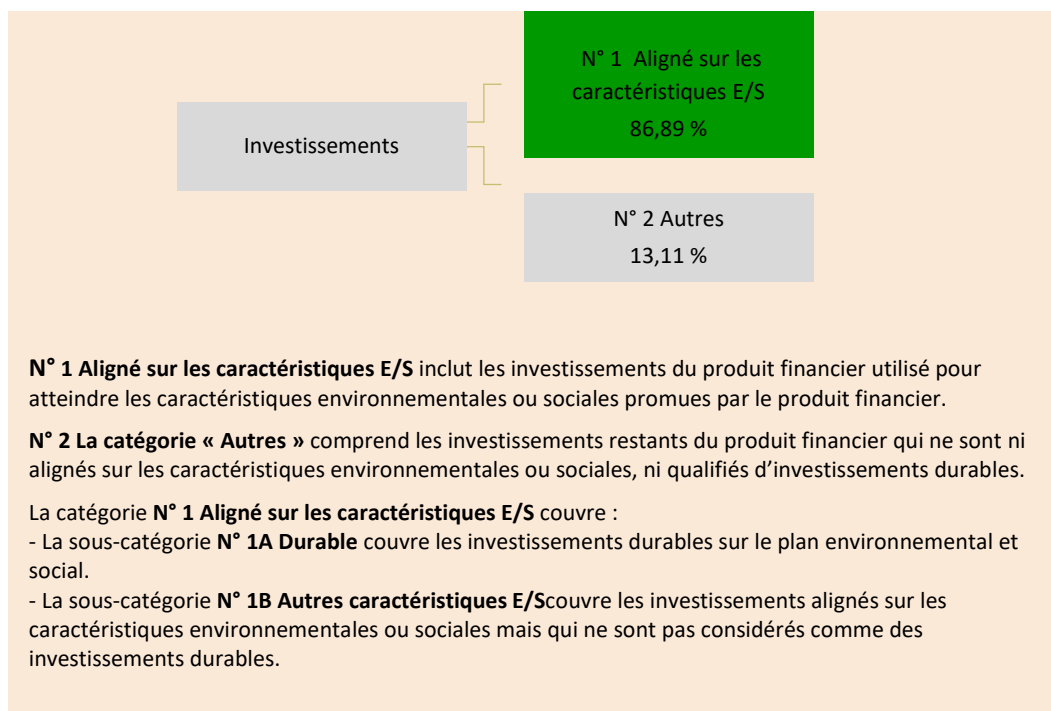 N° 1 Aligné sur les
caractéristiques E/S
86,89 %
Investissements
N° 2 Autres
13,11 %
N° 1 Aligné sur les caractéristiques E/S inclut les investissements du produit financier utilisé pour
atteindre les caractéristiques environnementales ou sociales promues par le produit financier.
N° 2 La catégorie « Autres » comprend les investissements restants du produit financier qui ne sont ni
alignés sur les caractéristiques environnementales ou sociales, ni qualifiés d’investissements durables.
La catégorie N° 1 Aligné sur les caractéristiques E/S couvre :
- La sous-catégorie N° 1A Durable couvre les investissements durables sur le plan environnemental et
social.
- La sous-catégorie N° 1B Autres caractéristiques E/Scouvre les investissements alignés sur les
caractéristiques environnementales ou sociales mais qui ne sont pas considérés comme des
investissements durables.